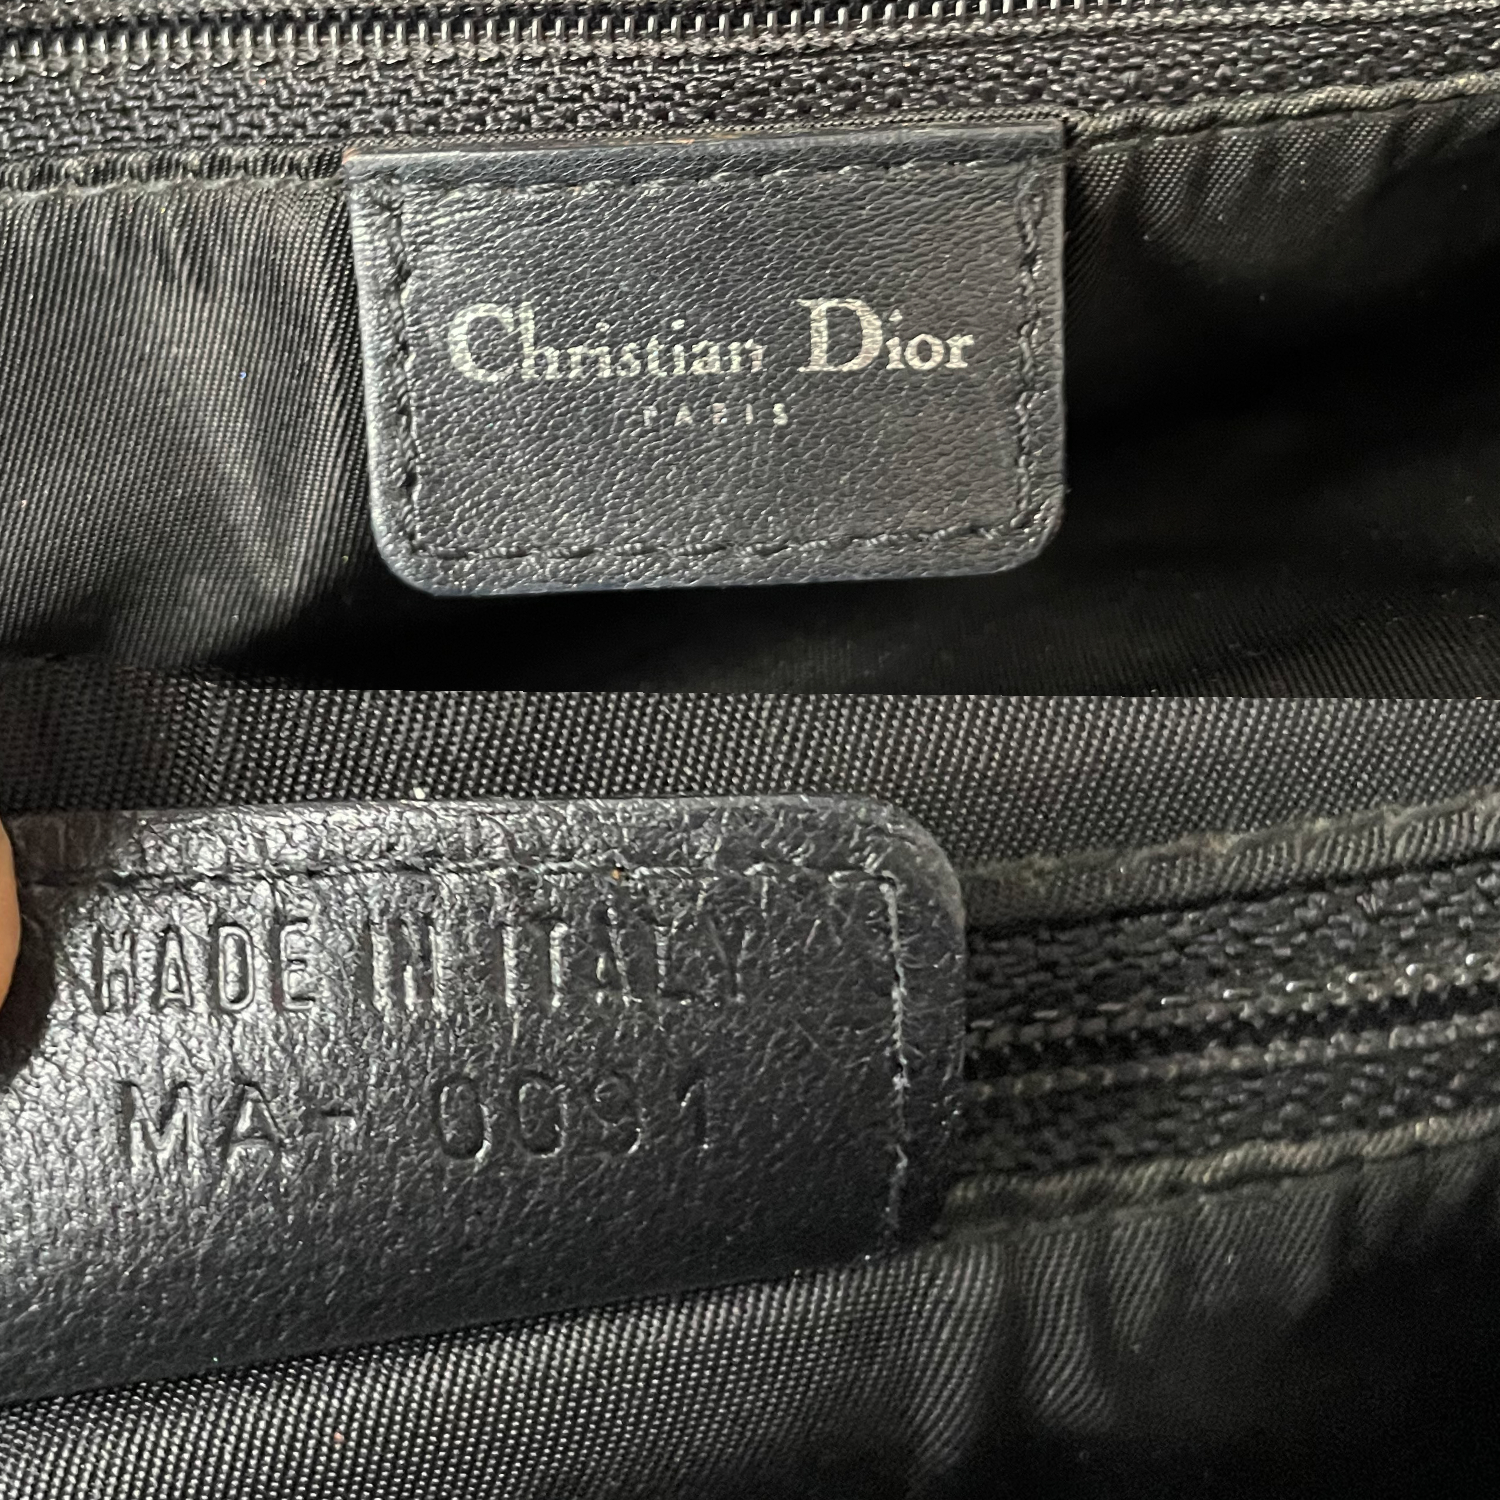 Christian Dior
PARIS
MADE IN ITALY
MA-0091